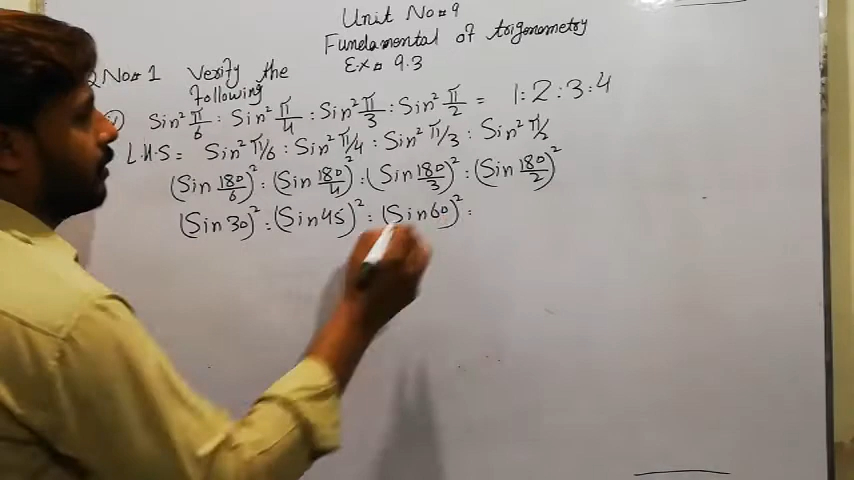 Unit No# 9
Fundamental of trigonometry
Ex# 9.3
Q No# 1 Verify the
following
Sin² π/6 : Sin² π/4 : Sin² π/3 : Sin² π/2 = 1:2:3:4
L.H.S = Sin² π/6 : Sin² π/4 : Sin² π/3 : Sin² π/2
(Sin 180/6)² : (Sin 180/4)² : (Sin 180/3)² : (Sin 180/2)²
(Sin 30)² : (Sin 45)² : (Sin 60)² :